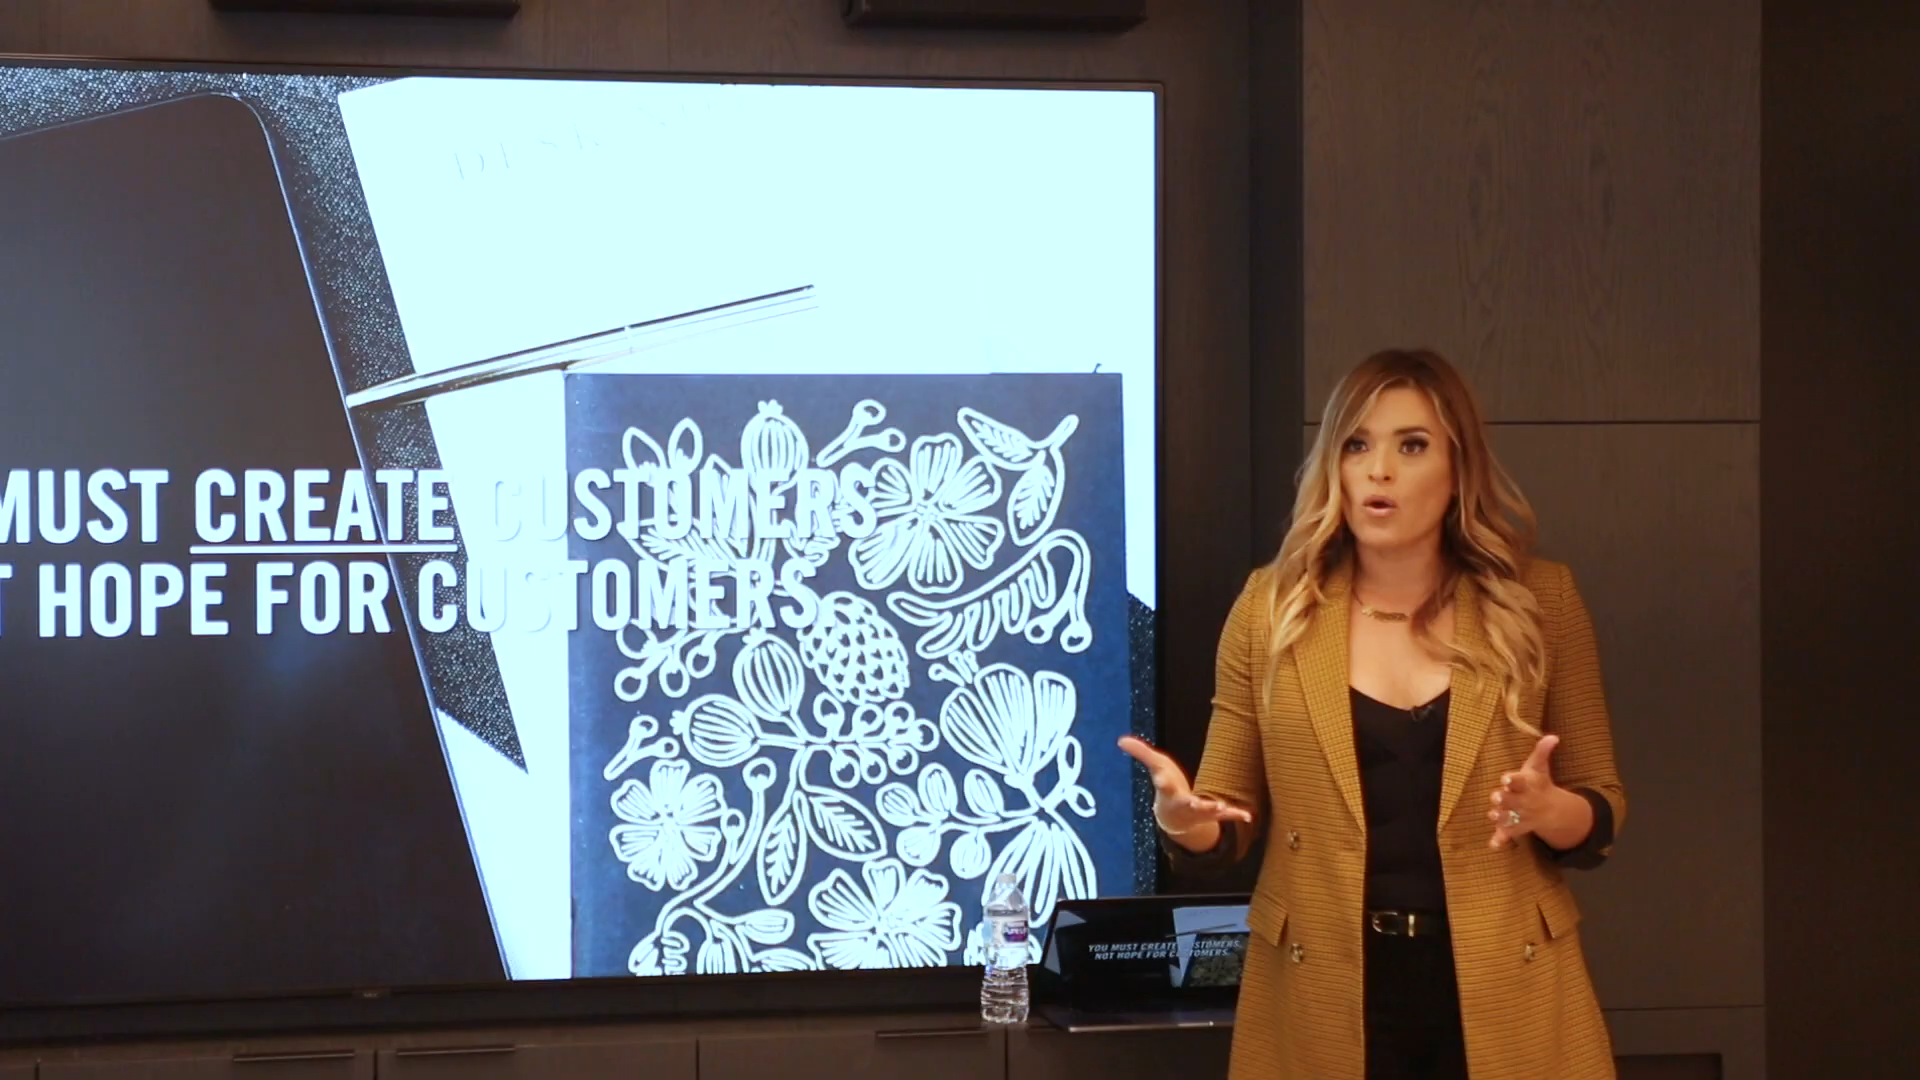 MUST CREATE CUSTOMERS
HOPE FOR CUSTOMERS.
YOU MUST CREATE CUSTOMERS,
NOT HOPE FOR CUSTOMERS.